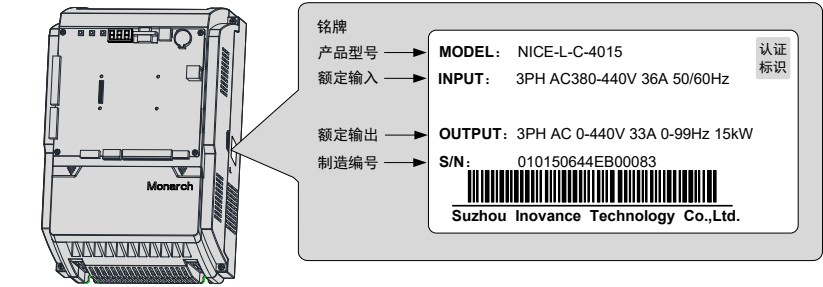 铭牌
产品型号 MODEL: NICE-L-C-4015
认证
标识
额定输入 INPUT: 3PH AC380-440V 36A 50/60Hz
额定输出 OUTPUT: 3PH AC 0-440V 33A 0-99Hz 15kW
制造编号 S/N: 010150644EB00083
Suzhou Inovance Technology Co.,Ltd.
Monarch